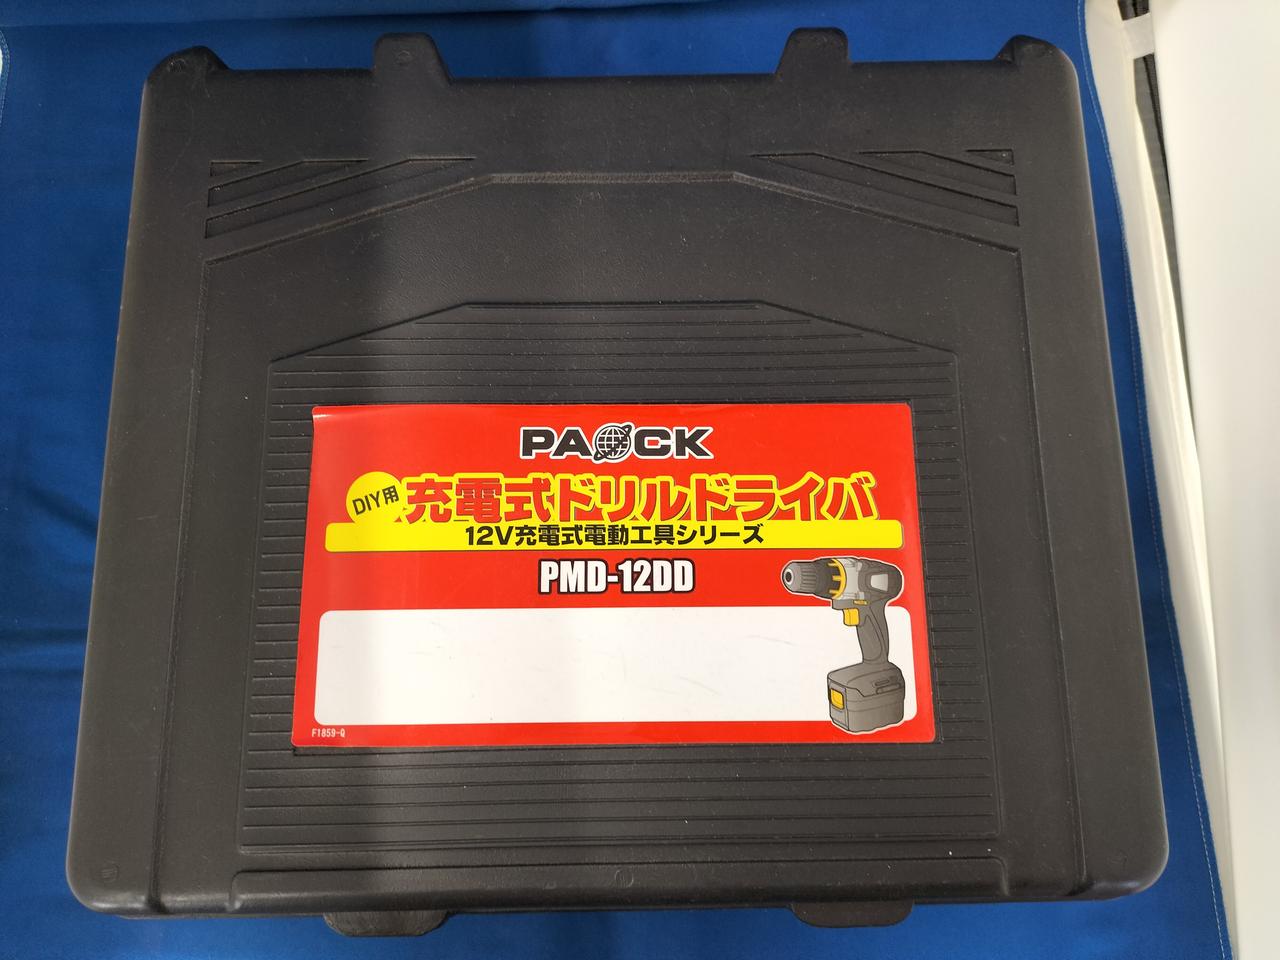 PAOCK
DIY用
充電式ドリルドライバ
12V充電式電動工具シリーズ
PMD-12DD
F1859-Q